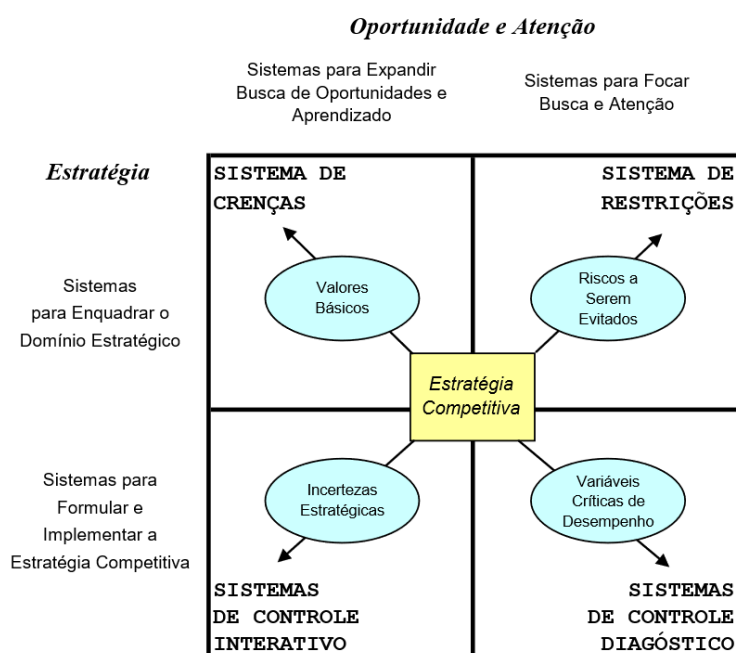 Oportunidade e Atenção
Sistemas para Expandir
Busca de Oportunidades e
Aprendizado
Sistemas para Focar
Busca e Atenção
Estratégia
SISTEMA DE
CRENÇAS
SISTEMA DE
RESTRIÇÕES
Sistemas
para Enquadrar o
Domínio Estratégico
Valores
Básicos
Riscos a
Serem
Evitados
Estratégia
Competitiva
Sistemas para
Formular e
Implementar a
Estratégia Competitiva
Incertezas
Estratégicas
Variáveis
Críticas de
Desempenho
SISTEMAS
DE CONTROLE
INTERATIVO
SISTEMAS
DE CONTROLE
DIAGÓSTICO